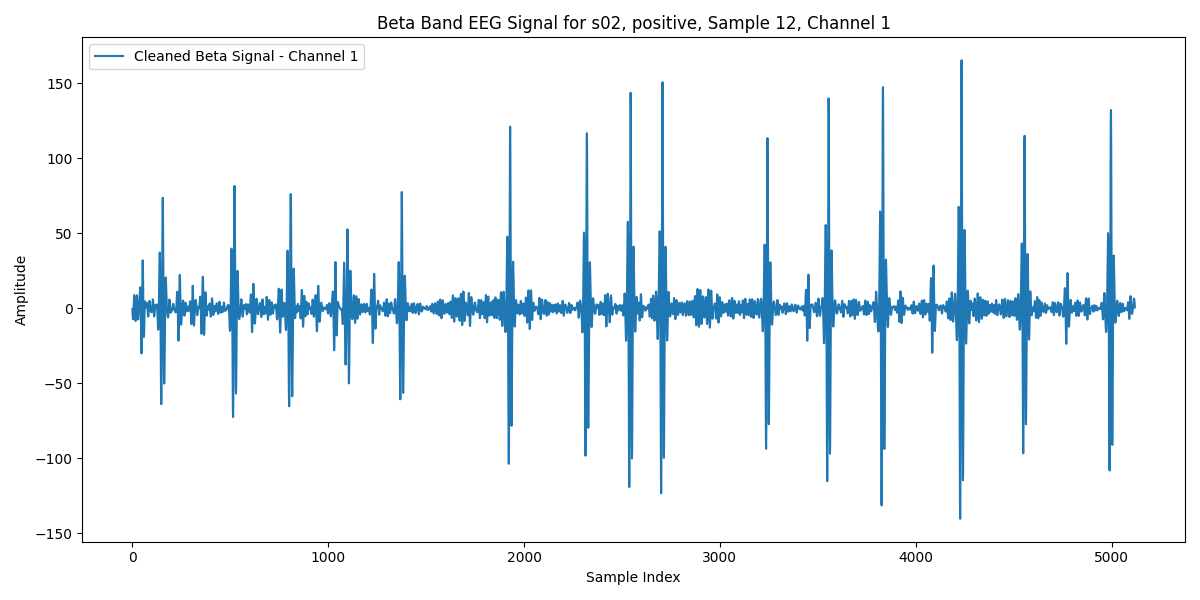 Beta Band EEG Signal for s02, positive, Sample 12, Channel 1
Cleaned Beta Signal - Channel 1
Amplitude
150
100
50
0
−50
−100
−150
0 1000 2000 3000 4000 5000
Sample Index